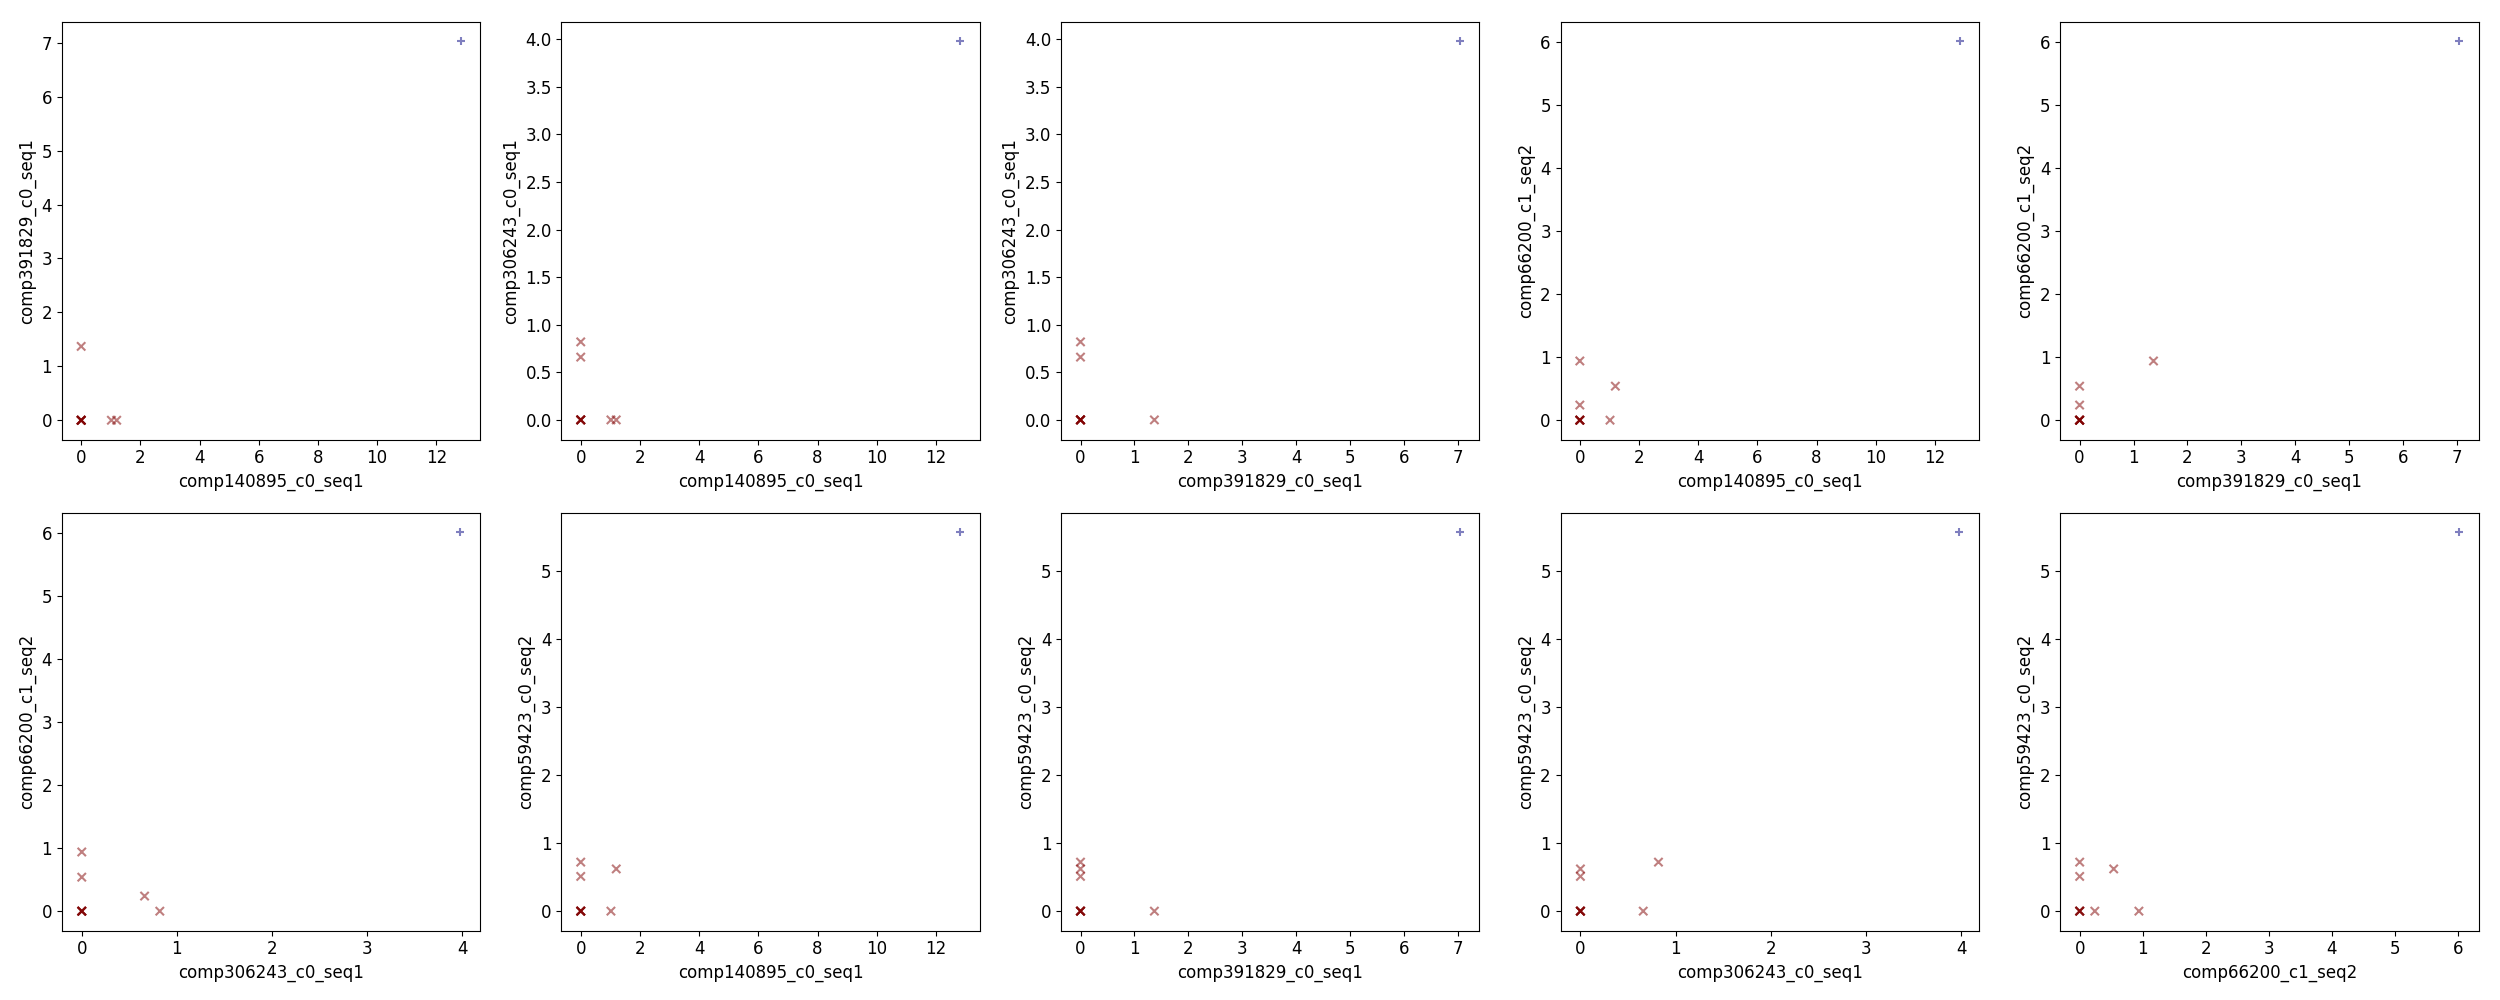 7
6
5
4
3
2
1
0
comp391829_c0_seq1
0 2 4 6 8 10 12
comp140895_c0_seq1
4.0
3.5
3.0
2.5
2.0
1.5
1.0
0.5
0.0
comp306243_c0_seq1
0 2 4 6 8 10 12
comp140895_c0_seq1
4.0
3.5
3.0
2.5
2.0
1.5
1.0
0.5
0.0
comp306243_c0_seq1
0 1 2 3 4 5 6 7
comp391829_c0_seq1
6
5
4
3
2
1
0
comp66200_c1_seq2
0 2 4 6 8 10 12
comp140895_c0_seq1
6
5
4
3
2
1
0
comp66200_c1_seq2
0 1 2 3 4 5 6 7
comp391829_c0_seq1
6
5
4
3
2
1
0
comp66200_c1_seq2
0 1 2 3 4
comp306243_c0_seq1
5
4
3
2
1
0
comp59423_c0_seq2
0 2 4 6 8 10 12
comp140895_c0_seq1
5
4
3
2
1
0
comp59423_c0_seq2
0 1 2 3 4 5 6 7
comp391829_c0_seq1
5
4
3
2
1
0
comp59423_c0_seq2
0 1 2 3 4
comp306243_c0_seq1
5
4
3
2
1
0
comp59423_c0_seq2
0 1 2 3 4 5 6
comp66200_c1_seq2